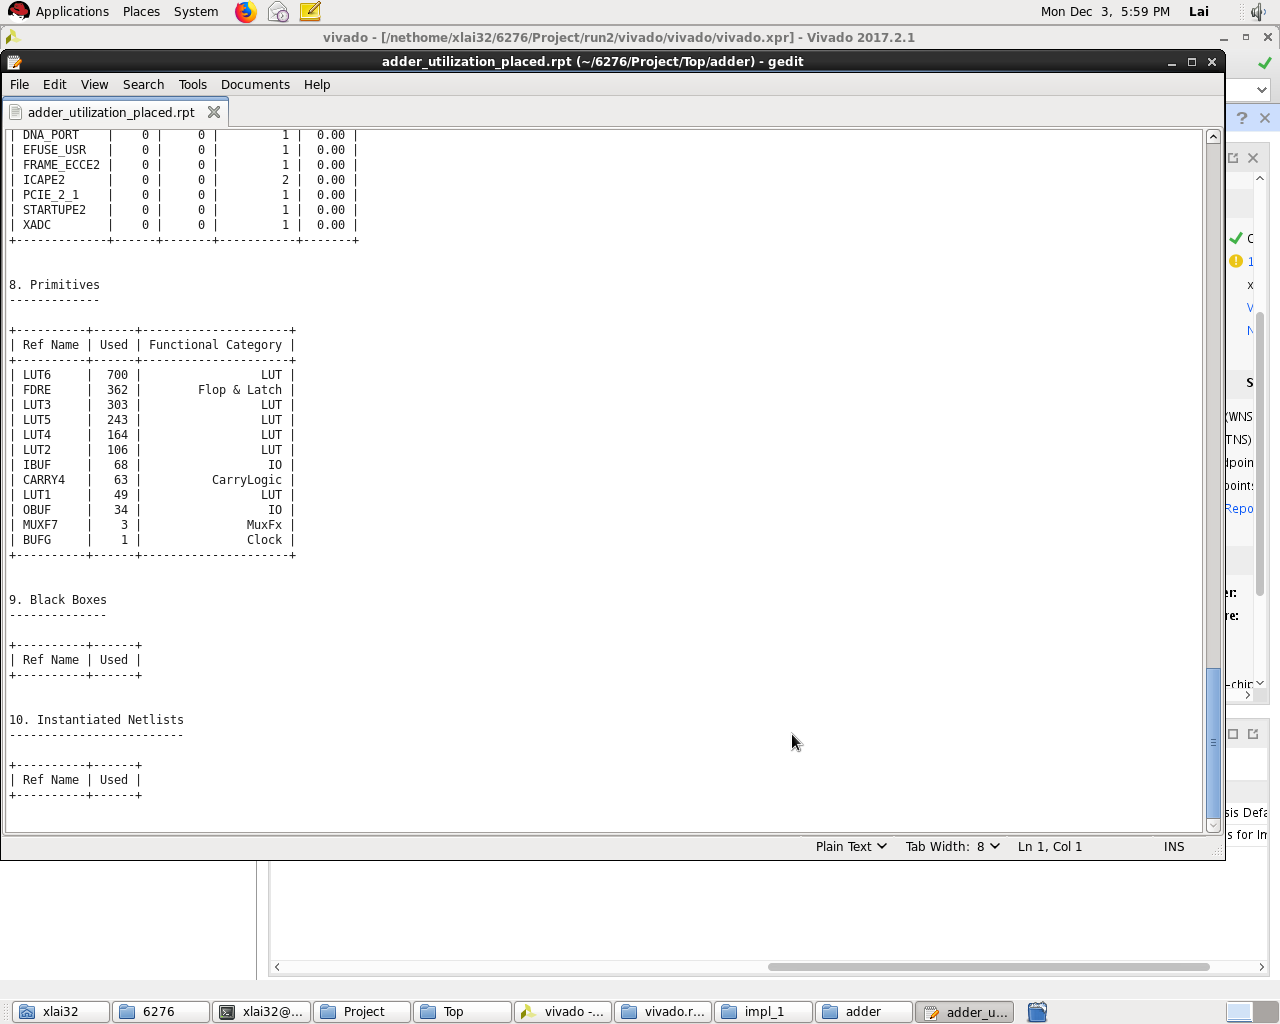 Applications Places System Mon Dec 3, 5:59 PM Lai
vivado - [/nethome/xlai32/6276/Project/run2/vivado/vivado/vivado.xpr] - Vivado 2017.2.1
adder_utilization_placed.rpt (~/6276/Project/Top/adder) - gedit
File Edit View Search Tools Documents Help
adder_utilization_placed.rpt
| DNA_PORT    |    0 |     0 |         1 |  0.00 |
| EFUSE_USR   |    0 |     0 |         1 |  0.00 |
| FRAME_ECCE2 |    0 |     0 |         1 |  0.00 |
| ICAPE2      |    0 |     0 |         2 |  0.00 |
| PCIE_2_1    |    0 |     0 |         1 |  0.00 |
| STARTUPE2   |    0 |     0 |         1 |  0.00 |
| XADC        |    0 |     0 |         1 |  0.00 |
+-------------+------+-------+-----------+-------+
8. Primitives
-------------
+----------+------+---------------------+
| Ref Name | Used | Functional Category |
+----------+------+---------------------+
| LUT6     |  700 |                 LUT |
| FDRE     |  362 |        Flop & Latch |
| LUT3     |  303 |                 LUT |
| LUT5     |  243 |                 LUT |
| LUT4     |  164 |                 LUT |
| LUT2     |  106 |                 LUT |
| IBUF     |   68 |                  IO |
| CARRY4   |   63 |          CarryLogic |
| LUT1     |   49 |                 LUT |
| OBUF     |   34 |                  IO |
| MUXF7    |    3 |               MuxFx |
| BUFG     |    1 |               Clock |
+----------+------+---------------------+
9. Black Boxes
--------------
+----------+------+
| Ref Name | Used |
+----------+------+
10. Instantiated Netlists
-------------------------
+----------+------+
| Ref Name | Used |
+----------+------+
Plain Text Tab Width: 8 Ln 1, Col 1 INS
1
x
S
(WNS
TNS)
dpoin
points
Repo
er:
re:
-chip
sis Defa
s for Im
xlai32 6276 xlai32@... Project Top vivado -... vivado.r... impl_1 adder adder_u...